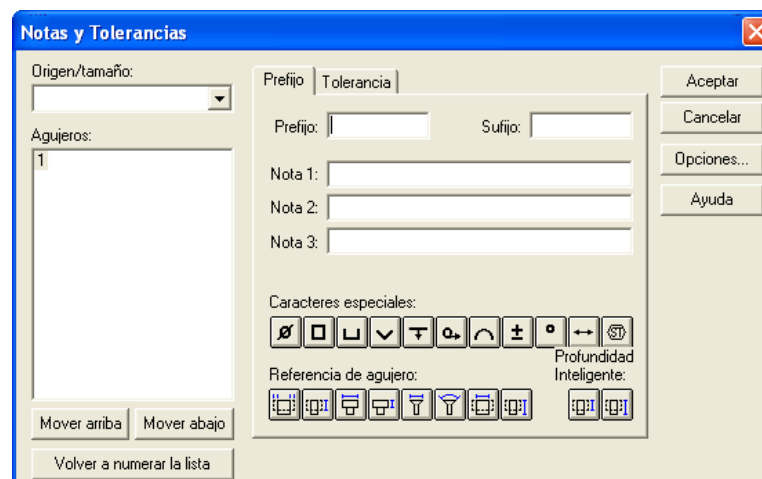 Notas y Tolerancias
Origen/tamaño:
Agujeros:
1
Mover arriba
Mover abajo
Volver a numerar la lista
Prefijo
Tolerancia
Prefijo:
Sufijo:
Nota 1:
Nota 2:
Nota 3:
Caracteres especiales:
Ø
±
°
ST
Referencia de agujero:
Profundidad
Inteligente:
Aceptar
Cancelar
Opciones...
Ayuda